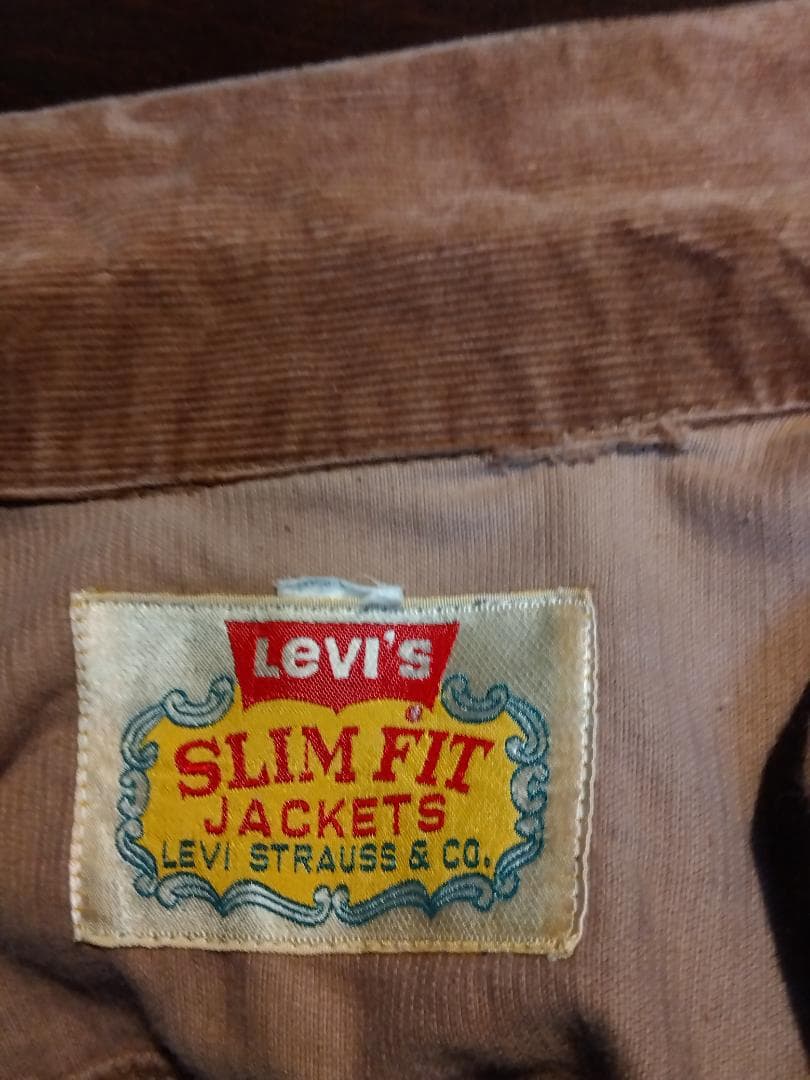 Levi's
SLIM FIT
JACKETS
LEVI STRAUSS & CO.